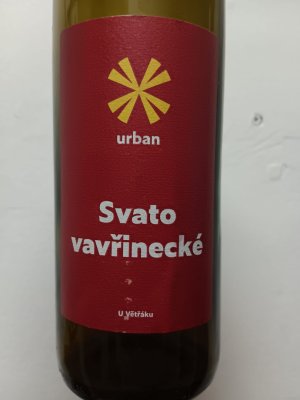 urban
Svato
vavřinecké
U Větřáku